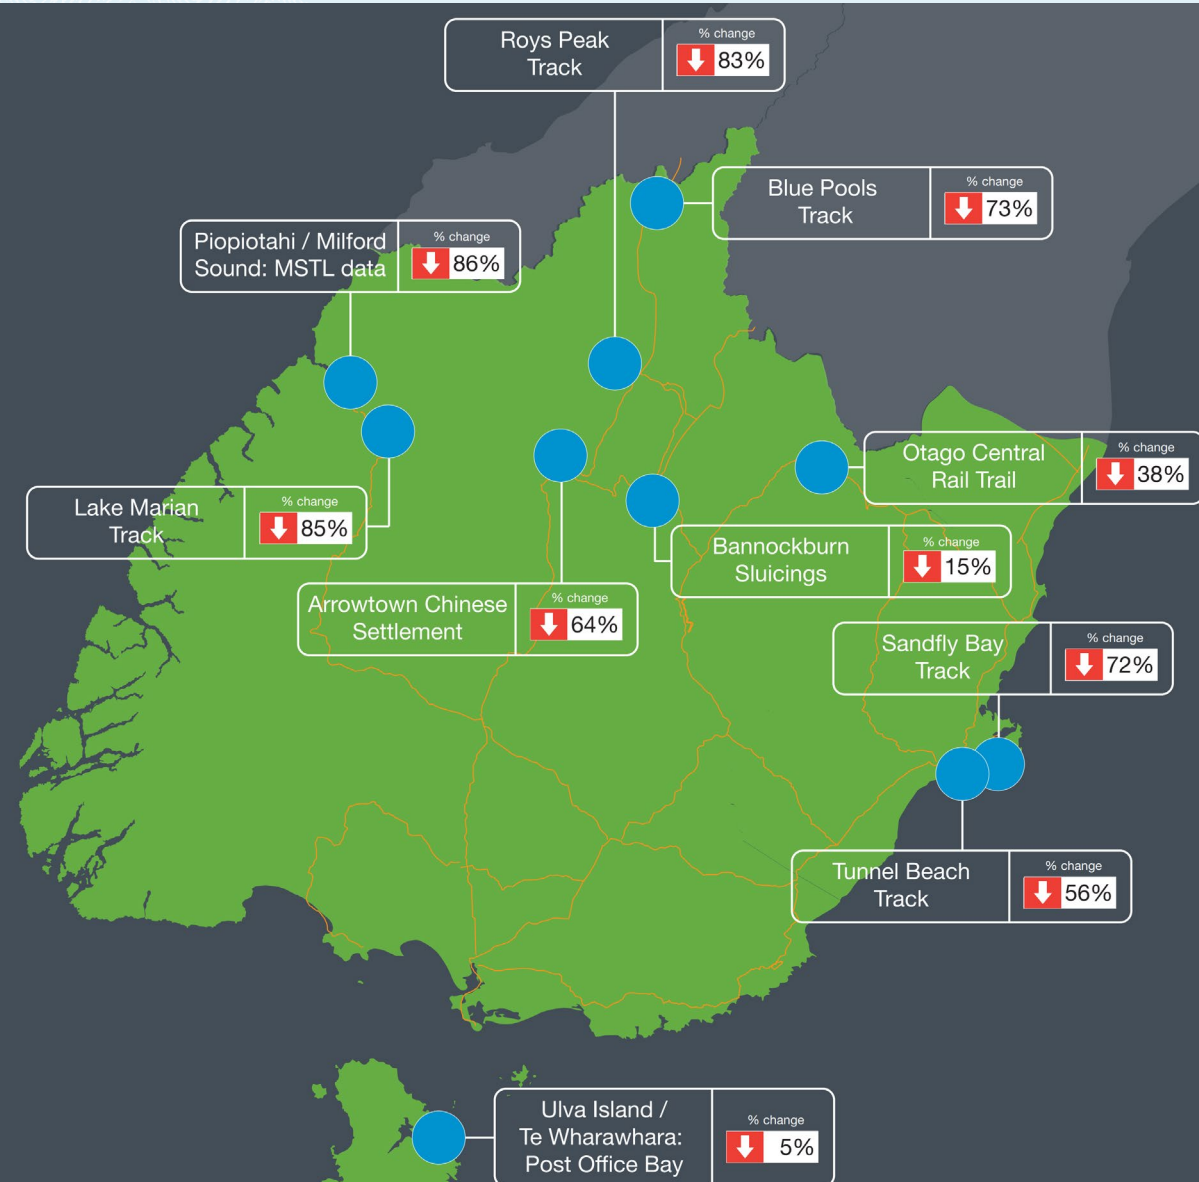 Roys Peak
Track
% change
83%
Blue Pools
Track
% change
73%
Piopiotahi / Milford
Sound: MSTL data
% change
86%
Otago Central
Rail Trail
% change
38%
Lake Marian
Track
% change
85%
Bannockburn
Sluicings
% change
15%
Arrowtown Chinese
Settlement
% change
64%
Sandfly Bay
Track
% change
72%
Tunnel Beach
Track
% change
56%
Ulva Island /
Te Wharawhara:
Post Office Bay
% change
5%